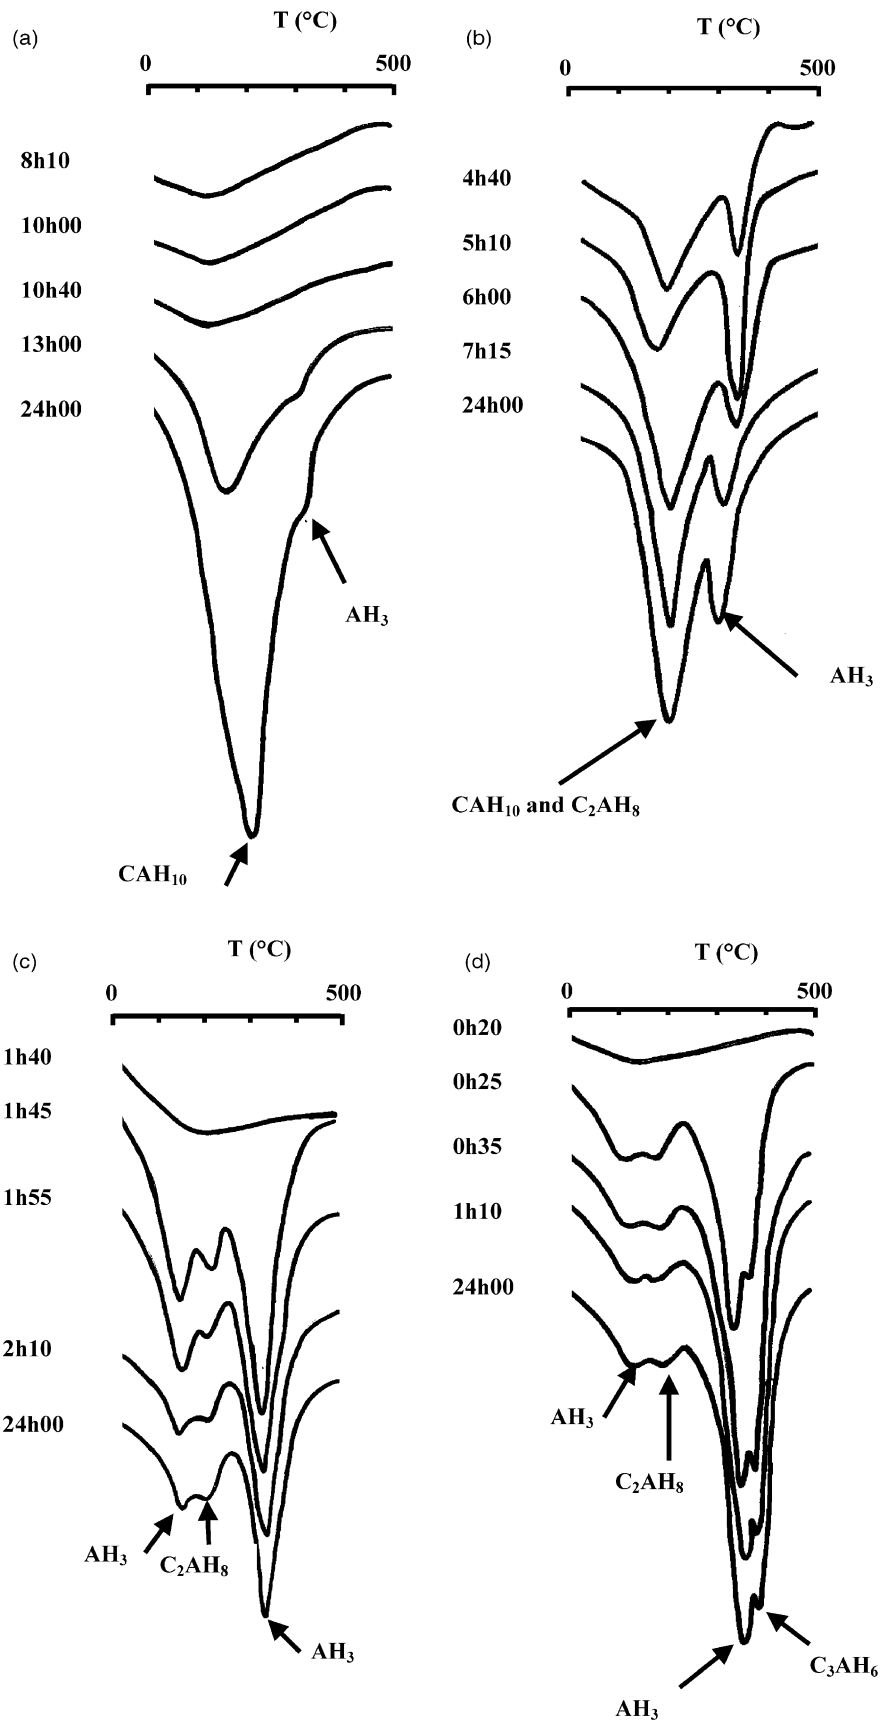 (a)
T (°C)
0 500
8h10
10h00
10h40
13h00
24h00
AH₃
CAH₁₀
(b)
T (°C)
0 500
4h40
5h10
6h00
7h15
24h00
AH₃
CAH₁₀ and C₂AH₈
(c)
T (°C)
0 500
1h40
1h45
1h55
2h10
24h00
AH₃
C₂AH₈
AH₃
(d)
T (°C)
0 500
0h20
0h25
0h35
1h10
24h00
AH₃
C₂AH₈
C₃AH₆
AH₃